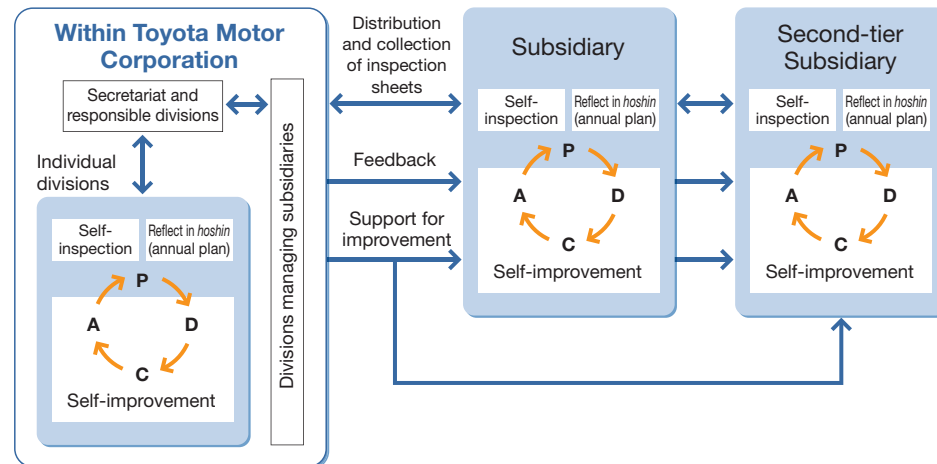 Within Toyota Motor
Corporation
Secretariat and
responsible divisions
Individual
divisions
Self-
inspection
Reflect in hoshin
(annual plan)
P
A
D
C
Self-improvement
Divisions managing subsidiaries
Distribution
and collection
of inspection
sheets
Feedback
Support for
improvement
Subsidiary
Self-
inspection
Reflect in hoshin
(annual plan)
P
A
D
C
Self-improvement
Second-tier
Subsidiary
Self-
inspection
Reflect in hoshin
(annual plan)
P
A
D
C
Self-improvement